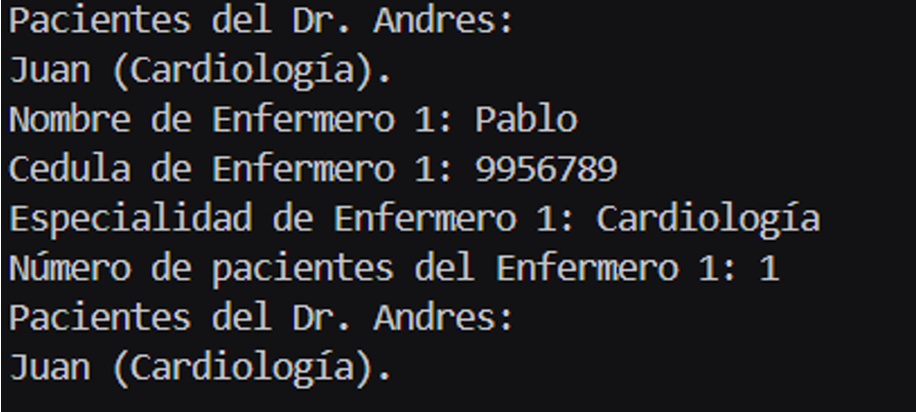 Pacientes del Dr. Andres:
Juan (Cardiología).
Nombre de Enfermero 1: Pablo
Cedula de Enfermero 1: 9956789
Especialidad de Enfermero 1: Cardiología
Número de pacientes del Enfermero 1: 1
Pacientes del Dr. Andres:
Juan (Cardiología).